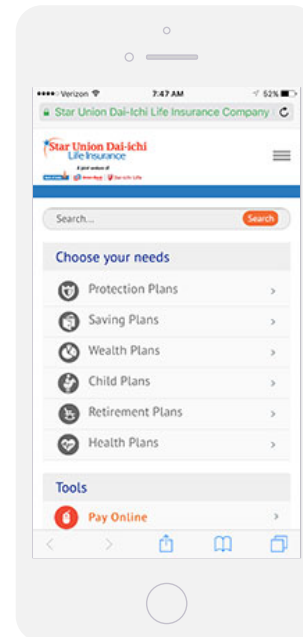 Verizon 7:47 AM 52%
Star Union Dai-Ichi Life Insurance Company
Star Union Dai-ichi
Life Insurance
Search... Search
Choose your needs
Protection Plans
Saving Plans
Wealth Plans
Child Plans
Retirement Plans
Health Plans
Tools
Pay Online